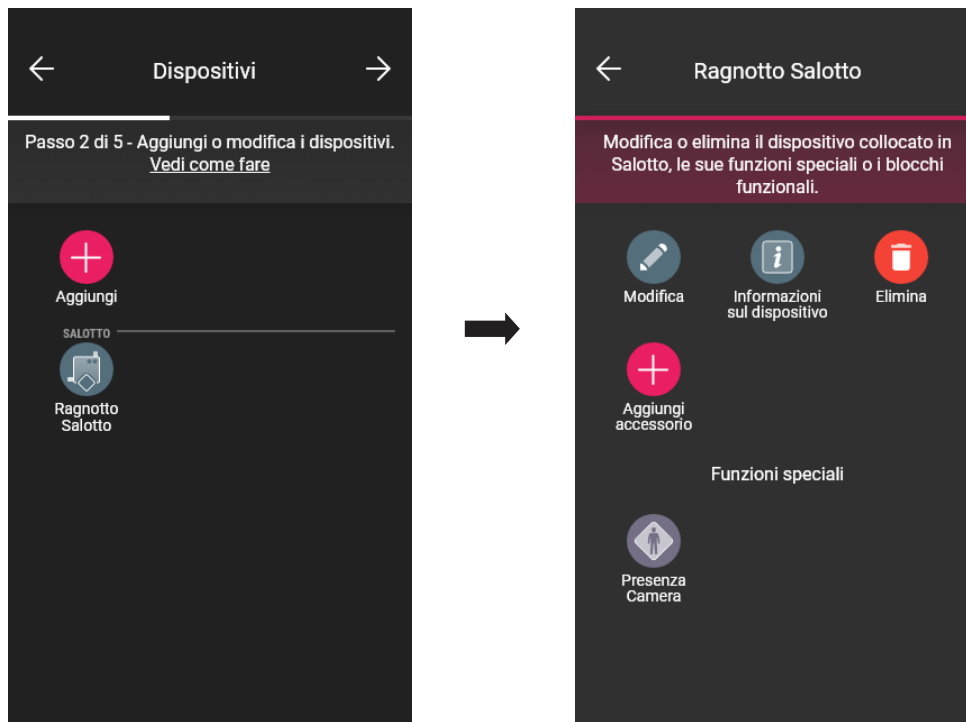 Dispositivi
Passo 2 di 5 - Aggiungi o modifica i dispositivi.
Vedi come fare
Aggiungi
SALOTTO
Ragnotto
Salotto
Ragnotto Salotto
Modifica o elimina il dispositivo collocato in
Salotto, le sue funzioni speciali o i blocchi
funzionali.
Modifica
Informazioni
sul dispositivo
Elimina
Aggiungi
accessorio
Funzioni speciali
Presenza
Camera